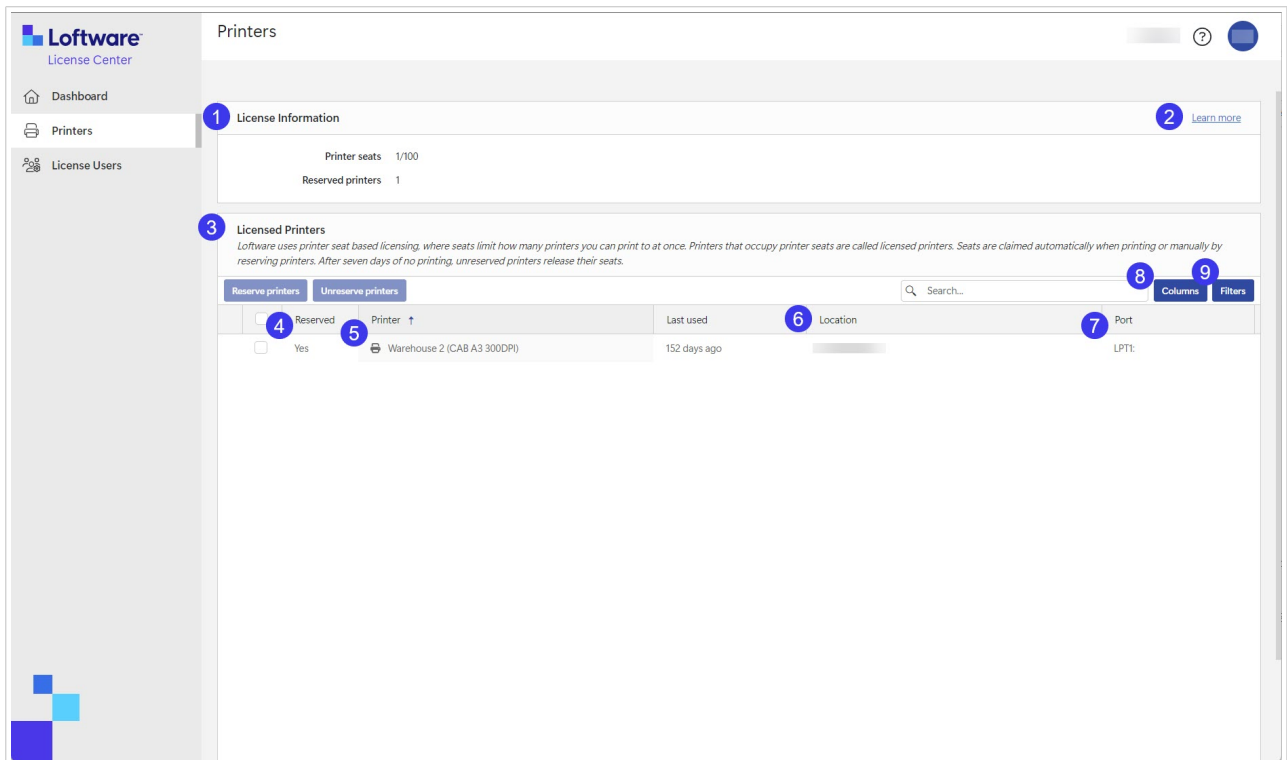 Loftware
License Center
Dashboard
Printers
License Users
Printers
?
1 License Information
2 Learn more
Printer seats 1/100
Reserved printers 1
3 Licensed Printers
Loftware uses printer seat based licensing, where seats limit how many printers you can print to at once. Printers that occupy printer seats are called licensed printers. Seats are claimed automatically when printing or manually by
reserving printers. After seven days of no printing, unreserved printers release their seats.
Reserve printers Unreserve printers Search... 8 Columns 9 Filters
4 Reserved 5 Printer ↑ Last used 6 Location 7 Port
Yes Warehouse 2 (CAB A3 300DPI) 152 days ago LPT1: